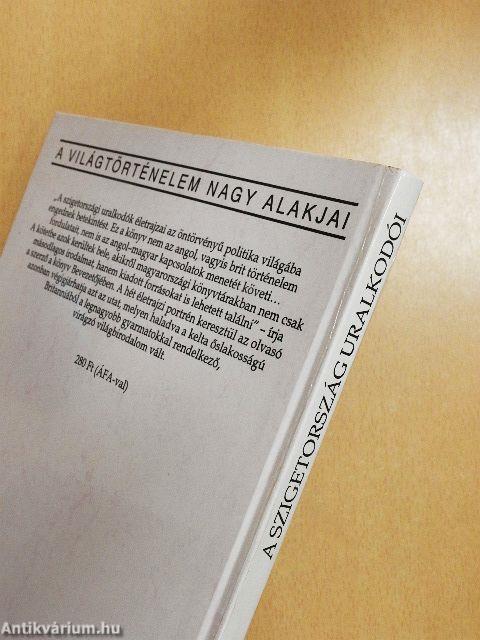 A VILÁGTÖRTÉNELEM NAGY ALAKJAI
„A szigetországi uralkodók életrajzai az öntörvényű politika világába
engednek betekintést. Ez a könyv nem az angol, vagyis brit történelem
fordulatait, nem is az angol-magyar kapcsolatok menetét követi...
A kötetbe azok kerültek bele, akikről magyarországi könyvtárakban nem csak
másodlagos irodalmat, hanem kiadott forrásokat is lehetett találni” – írja
a szerző a könyv Bevezetőjében. A hét életrajzi portrén keresztül az olvasó
azonban végigjárhatja azt az utat, melyen haladva a kelta őslakosságú
Britanniából a legnagyobb gyarmatokkal rendelkező,
virágzó világbirodalom vált.
280 Ft (ÁFA-val)
A SZIGETORSZÁG URALKODÓI
Antikvárium.hu